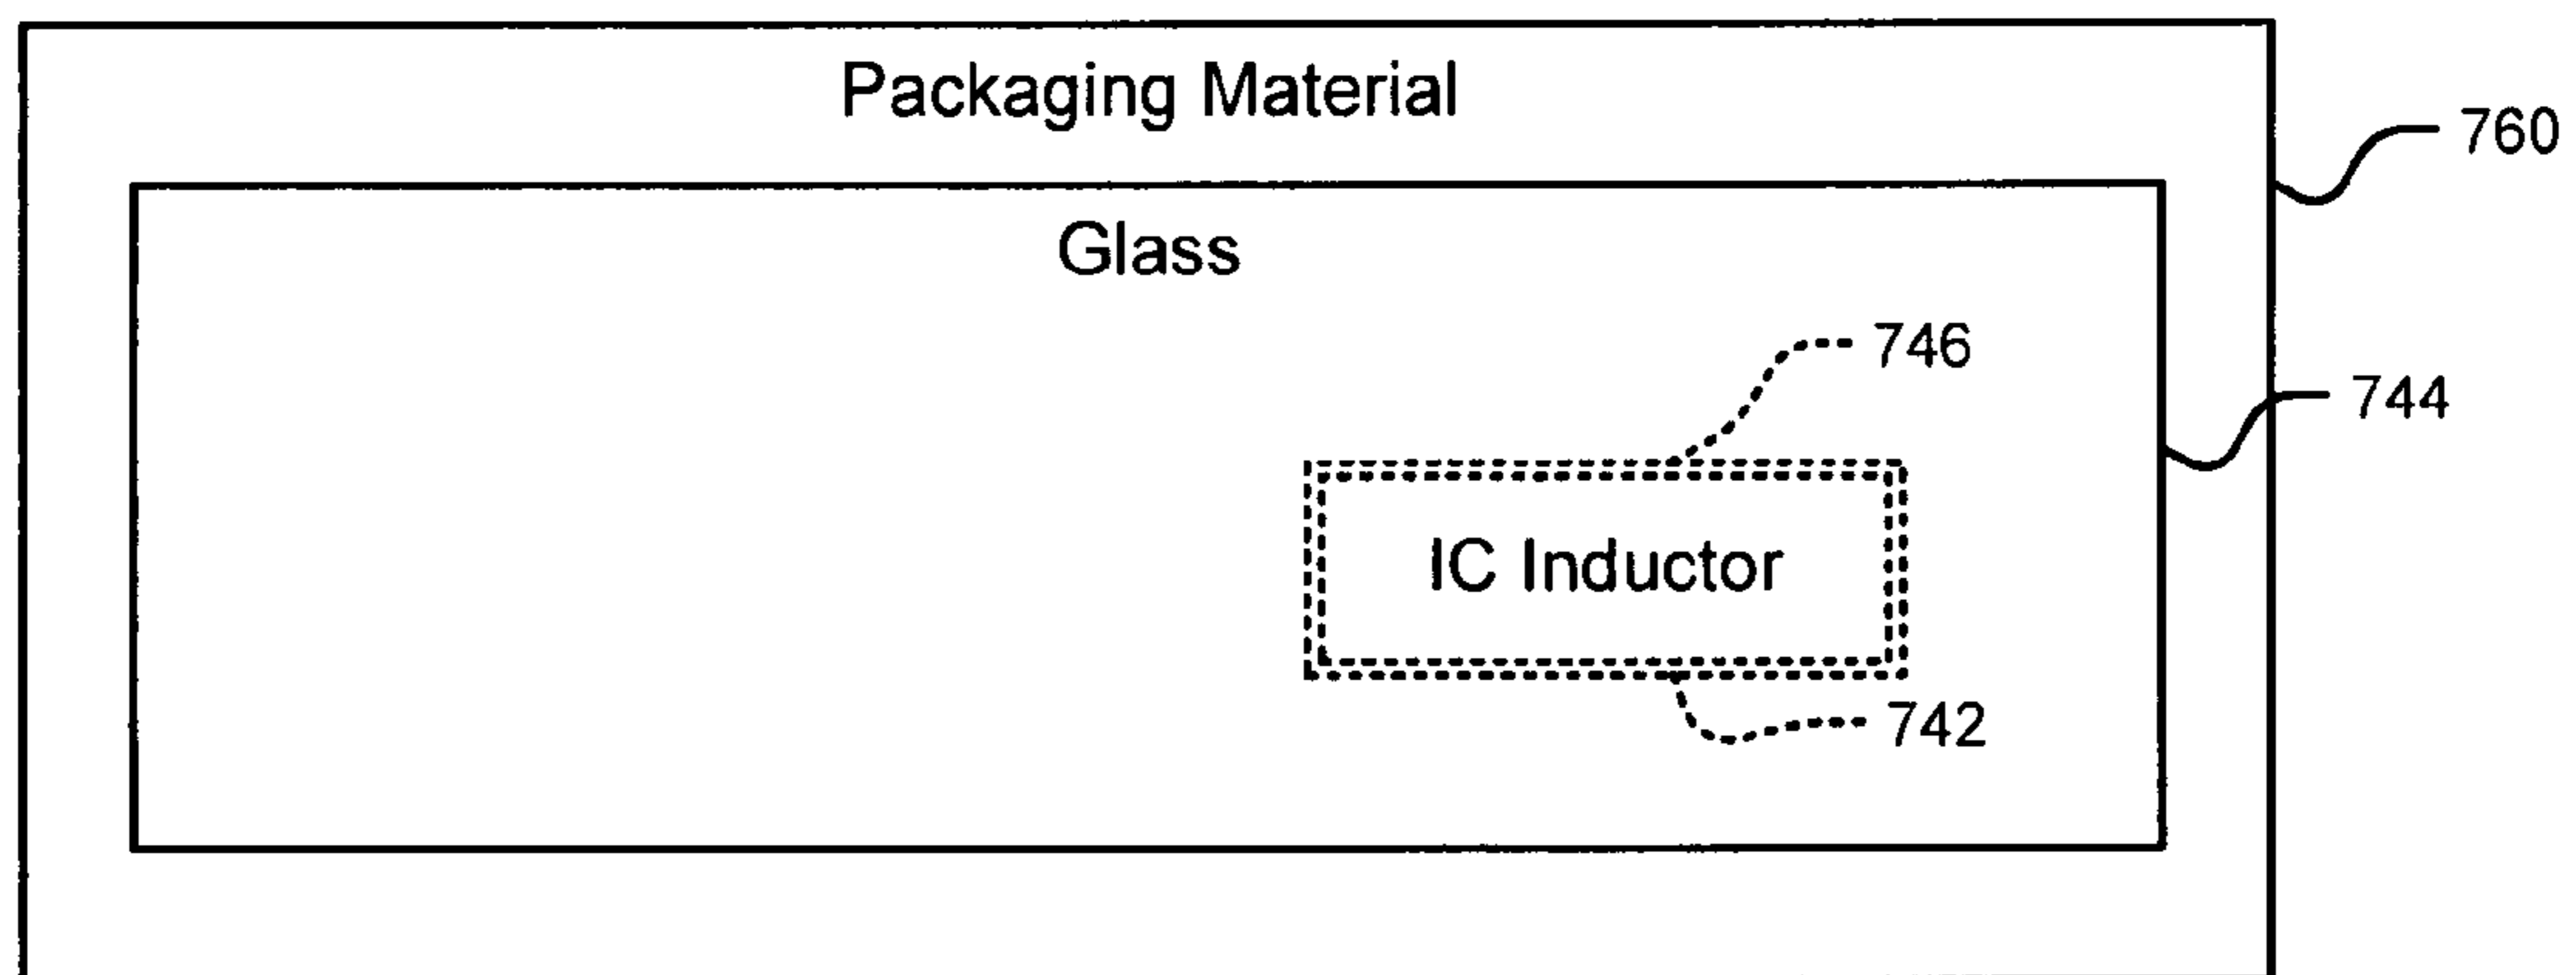 Packaging Material
760
Glass
746
744
IC Inductor
742